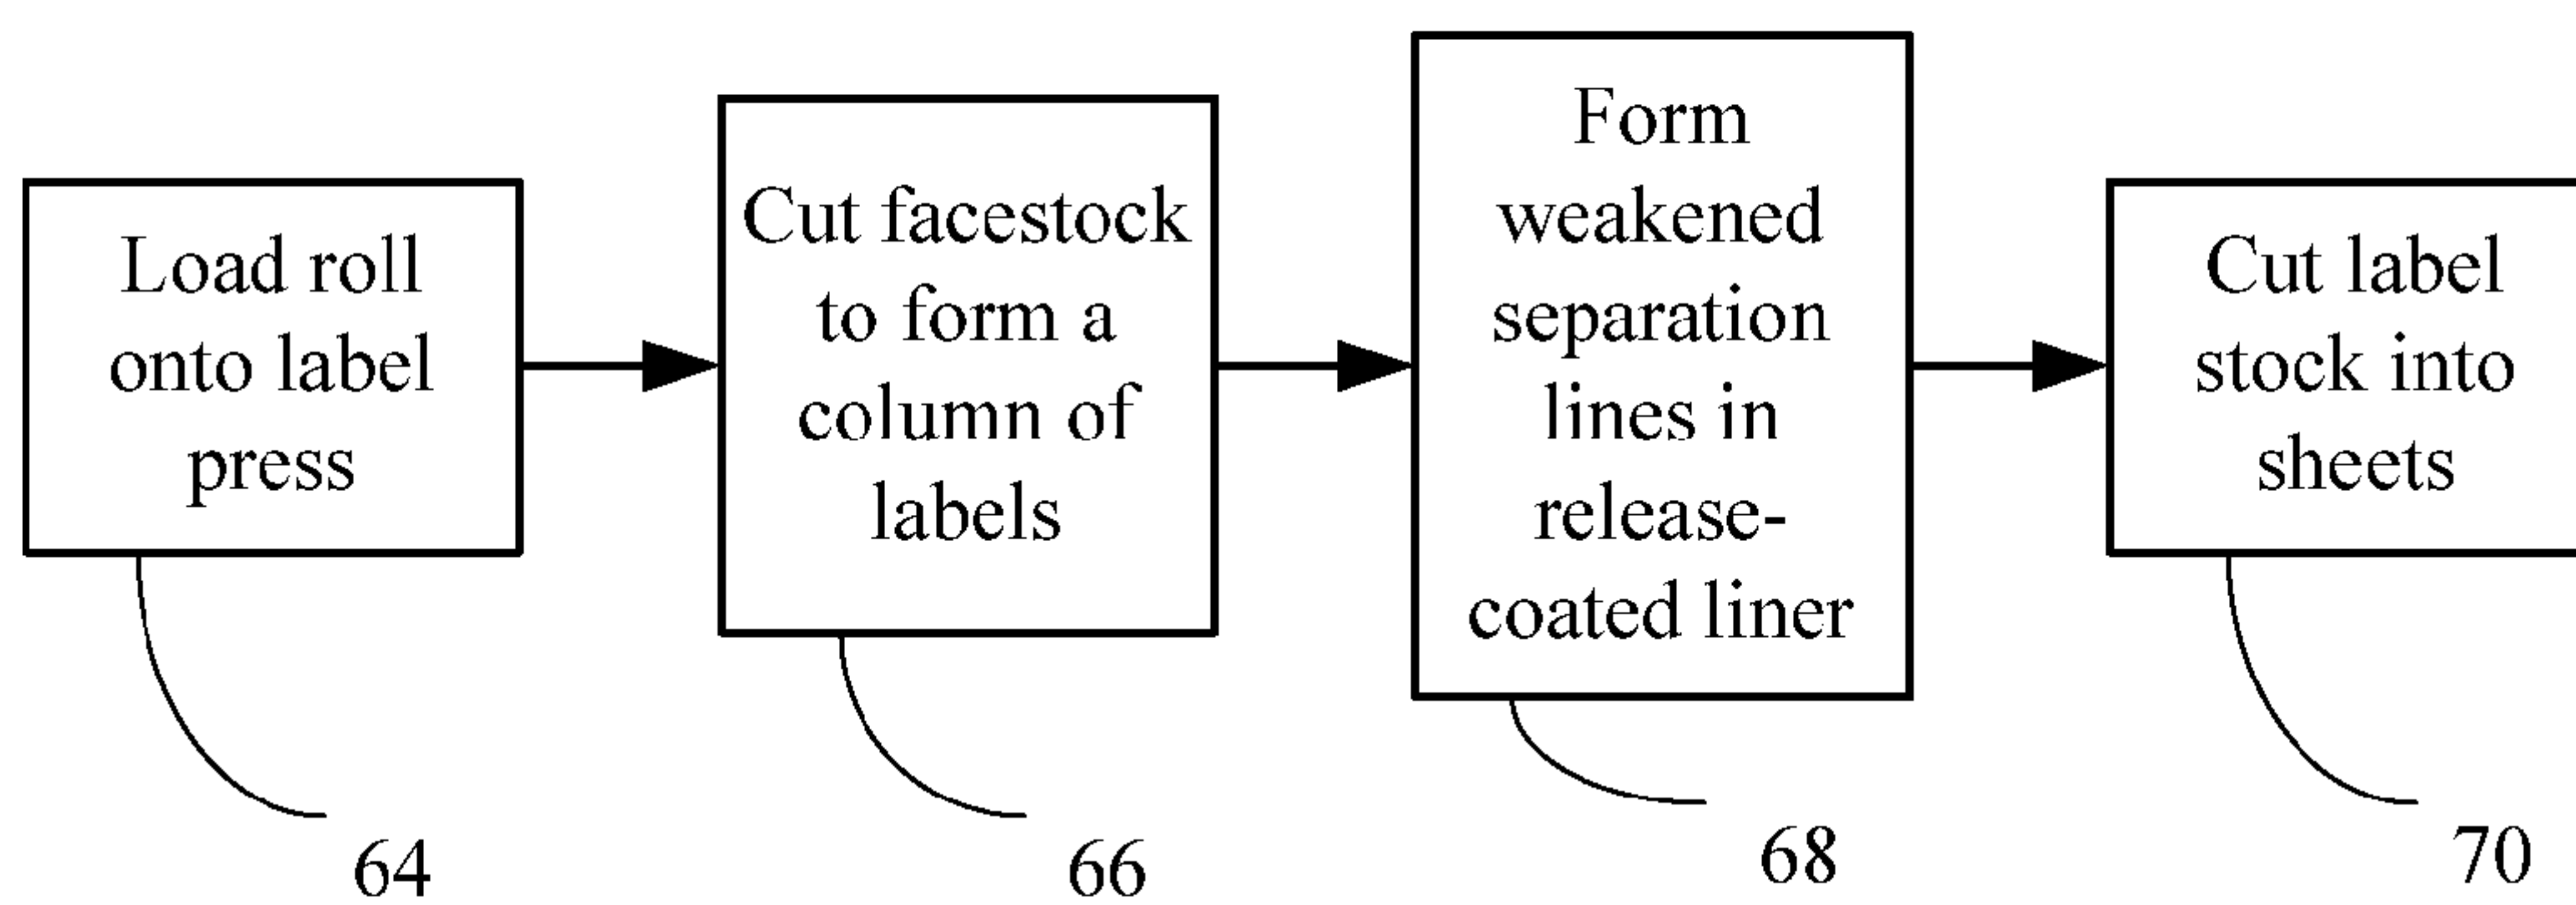 Load roll
onto label
press
Cut facestock
to form a
column of
labels
Form
weakened
separation
lines in
release-
coated liner
Cut label
stock into
sheets
64
66
68
70